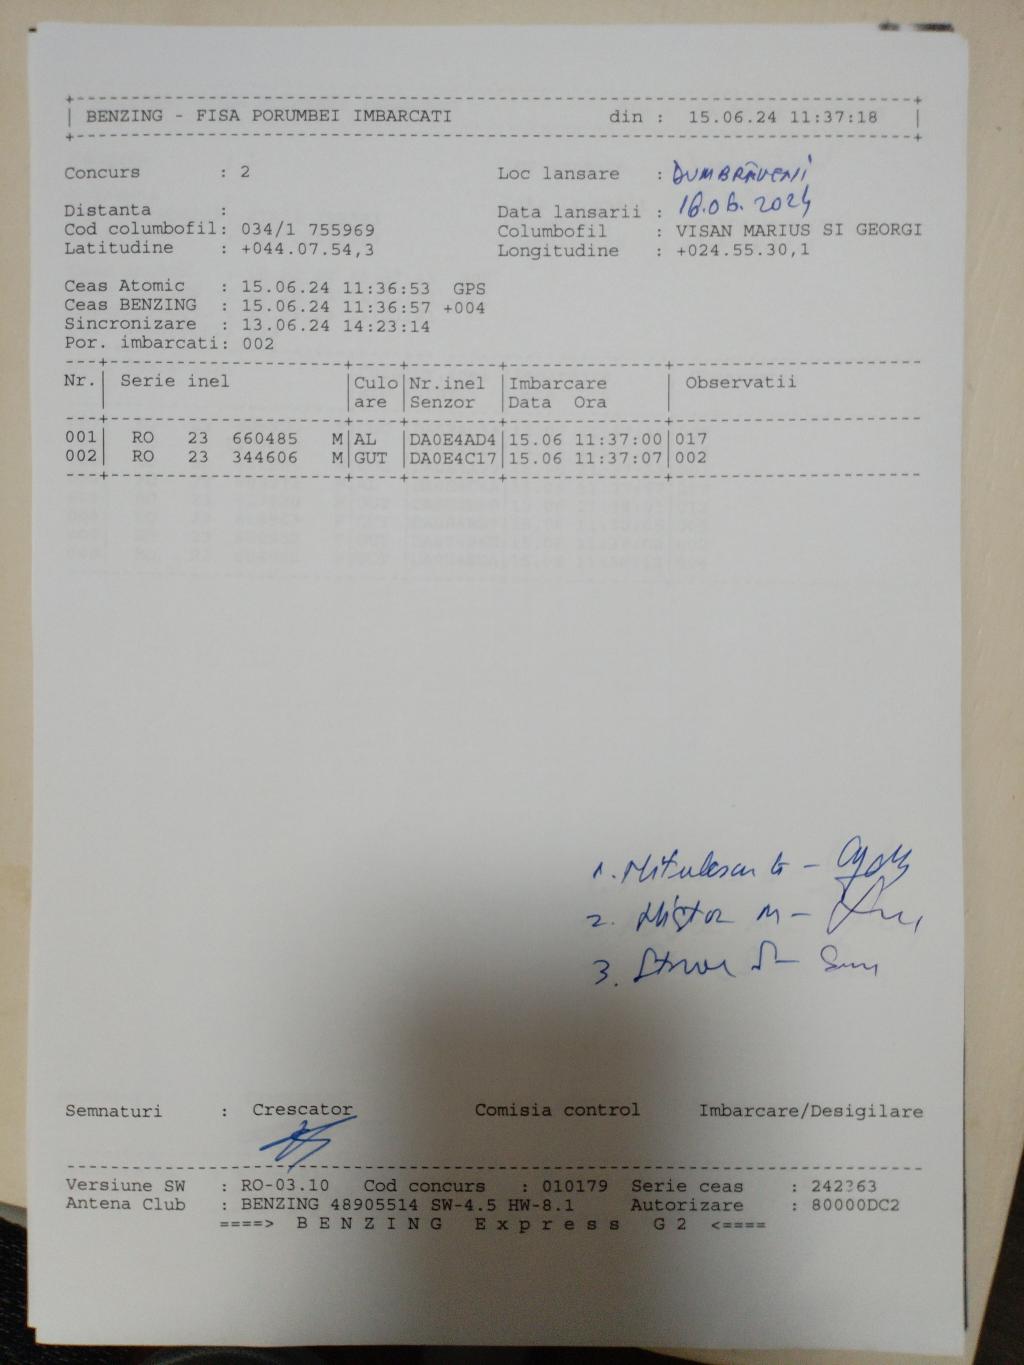 BENZING - FISA PORUMBEI IMBARCATI din : 15.06.24 11:37:18
Concurs : 2 Loc lansare : DUMBRĂVENI
Distanta : Data lansarii : 16.06.2024
Cod columbofil: 034/1 755969 Columbofil : VISAN MARIUS SI GEORGI
Latitudine : +044.07.54,3 Longitudine : +024.55.30,1
Ceas Atomic : 15.06.24 11:36:53 GPS
Ceas BENZING : 15.06.24 11:36:57 +004
Sincronizare : 13.06.24 14:23:14
Por. imbarcati: 002
Nr.| Serie inel |Culo|Nr.inel |Imbarcare | Observatii
|are |Senzor |Data Ora |
001| RO 23 660485 M|AL |DA0E4AD4|15.06 11:37:00|017
002| RO 23 344606 M|GUT |DA0E4C17|15.06 11:37:07|002
1. Mitulescu G -
2. Niștor M -
3.
Semnaturi : Crescator Comisia control Imbarcare/Desigilare
Versiune SW : RO-03.10 Cod concurs : 010179 Serie ceas :
Antena Club : BENZING 48905514 SW-4.5 HW-8.1 Autorizare : 80000DC2
====> B E N Z I N G E x p r e s s G 2 <====